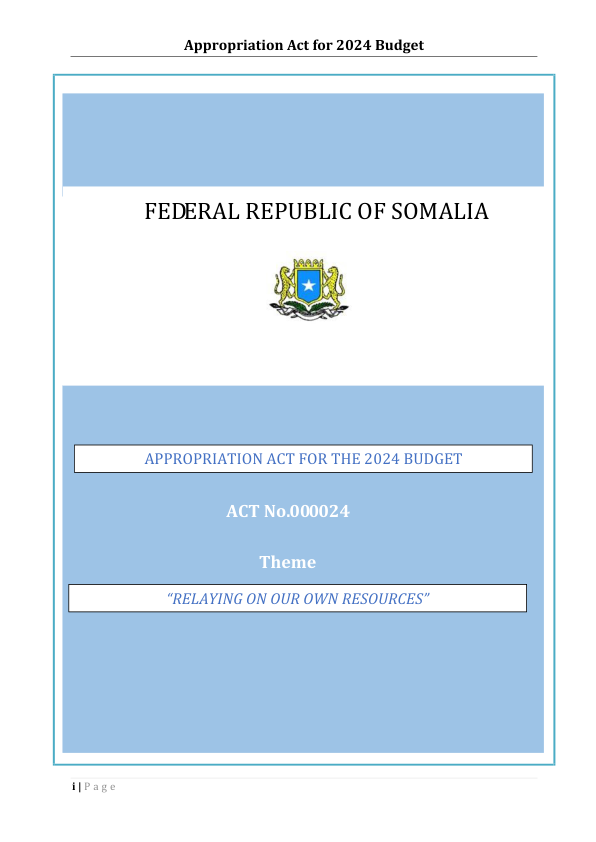 Appropriation Act for 2024 Budget
FEDERAL REPUBLIC OF SOMALIA
APPROPRIATION ACT FOR THE 2024 BUDGET
ACT No.000024
Theme
“RELAYING ON OUR OWN RESOURCES”
i | Page